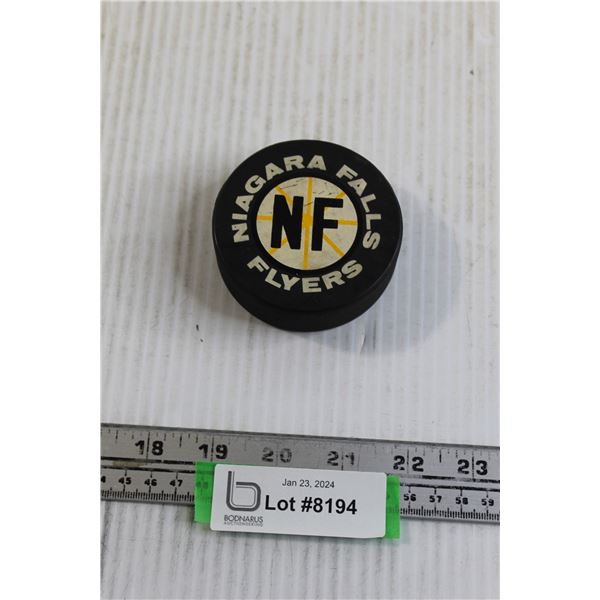 NIAGARA FALLS
NF
FLYERS
18 19 20 21 22 23
45 46 47 56 57 58 59
Jan 23, 2024
b Lot #8194
BODNARUS
AUCTIONEERING